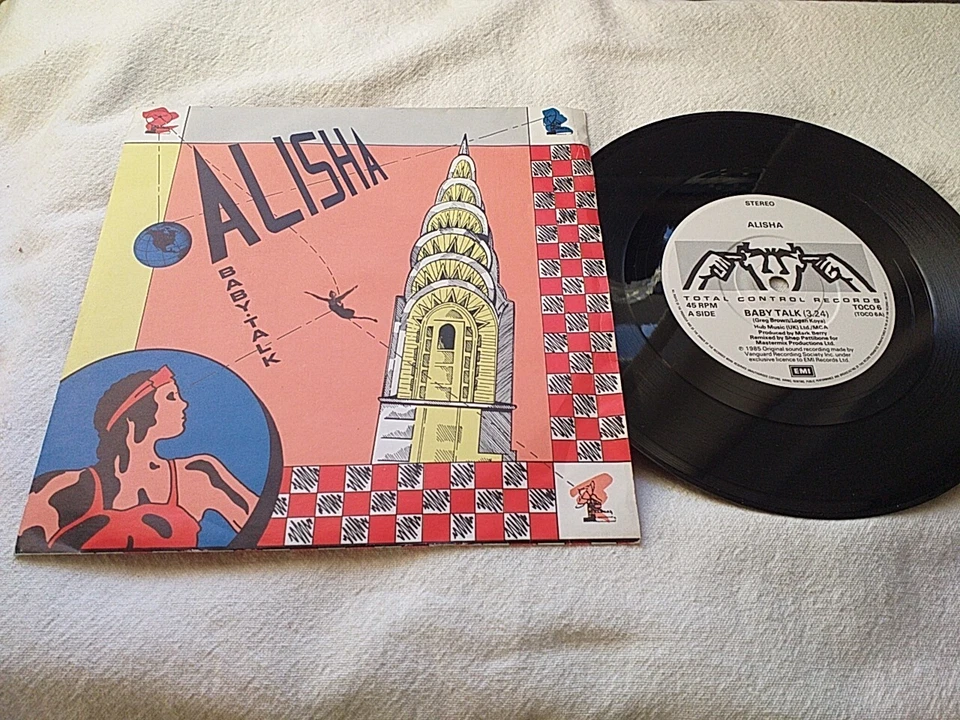 ALISHA
BABY TALK
STEREO
ALISHA
TOTAL CONTROL RECORDS
45 RPM
A SIDE
TOCO 6
(TOCO 6A)
BABY TALK (3.24)
(Greg Brown/Logan Koya)
Hub Music (UK) Ltd./MCA
Produced by Mark Berry
Remixed by Shep Pettibone for
Mastermix Productions Ltd.
℗ 1985 Original sound recording made by
Vanguard Recording Society Inc. under
exclusive licence to EMI Records Ltd.
EMI